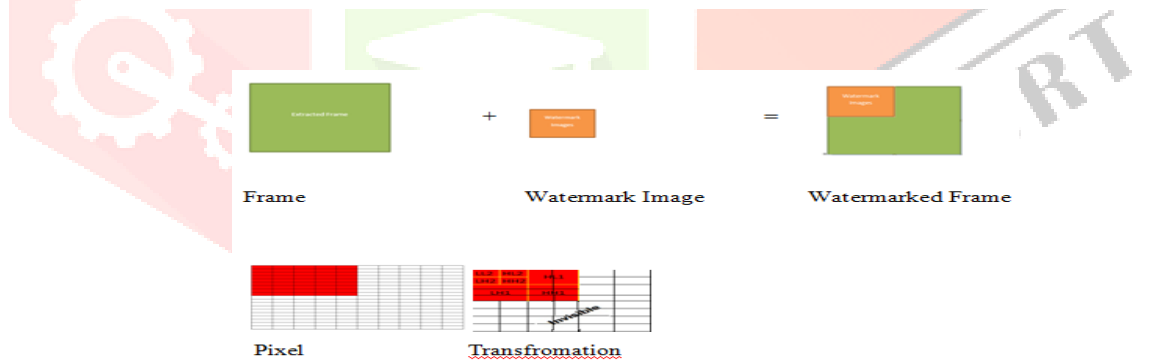 RT
Extracted Frame
+
Watermark
Images
=
Watermark
Images
Frame
Watermark Image
Watermarked Frame
LL2 HL2
HL1
LH2 HH2
LH1
HH1
Invisible
Pixel
Transfromation